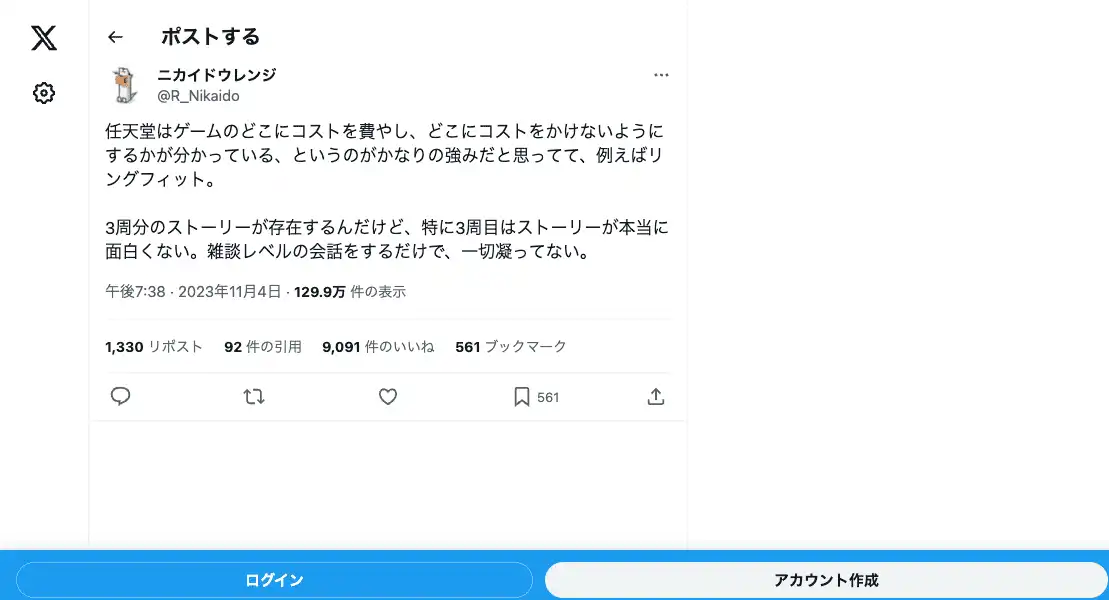 ポストする
ニカイドウレンジ
@R_Nikaido
任天堂はゲームのどこにコストを費やし、どこにコストをかけないように
するかが分かっている、というのがかなりの強みだと思ってて、例えばリ
ングフィット。
3周分のストーリーが存在するんだけど、特に3周目はストーリーが本当に
面白くない。雑談レベルの会話をするだけで、一切凝ってない。
午後7:38 · 2023年11月4日 · 129.9万 件の表示
1,330 リポスト 92 件の引用 9,091 件のいいね 561 ブックマーク
561
ログイン アカウント作成